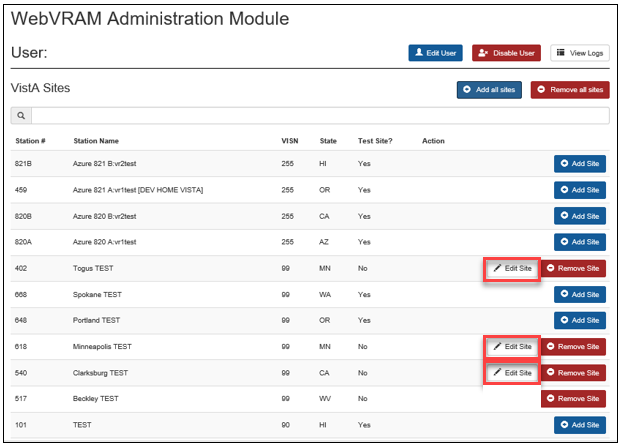 WebVRAM Administration Module
User: Edit User Disable User View Logs
VistA Sites Add all sites Remove all sites
Station # Station Name VISN State Test Site? Action
821B Azure 821 B:vr2test 255 HI Yes Add Site
459 Azure 821 A:vr1test [DEV HOME VISTA] 255 OR Yes Add Site
820B Azure 820 B:vr2test 255 CA Yes Add Site
820A Azure 820 A:vr1test 255 AZ Yes Add Site
402 Togus TEST 99 MN No Edit Site Remove Site
668 Spokane TEST 99 WA Yes Add Site
648 Portland TEST 99 OR Yes Add Site
618 Minneapolis TEST 99 MN No Edit Site Remove Site
540 Clarksburg TEST 99 CA No Edit Site Remove Site
517 Beckley TEST 99 WV No Remove Site
101 TEST 90 HI Yes Add Site